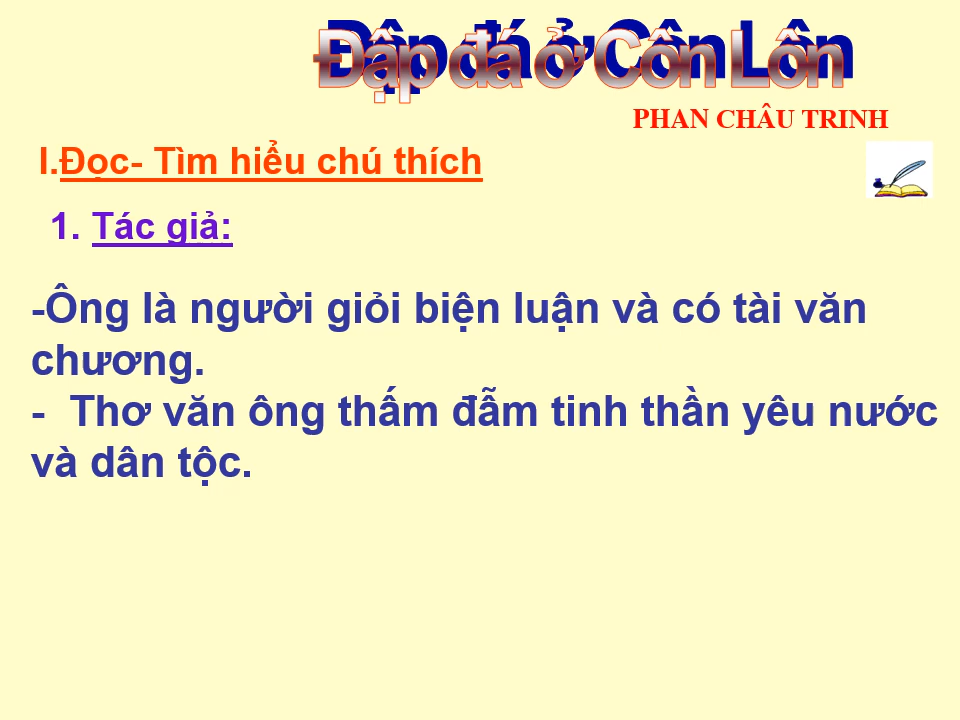 Đập đá ở Côn Lôn
PHAN CHÂU TRINH
I.Đọc- Tìm hiểu chú thích
1. Tác giả:
-Ông là người giỏi biện luận và có tài văn
chương.
- Thơ văn ông thấm đẫm tinh thần yêu nước
và dân tộc.